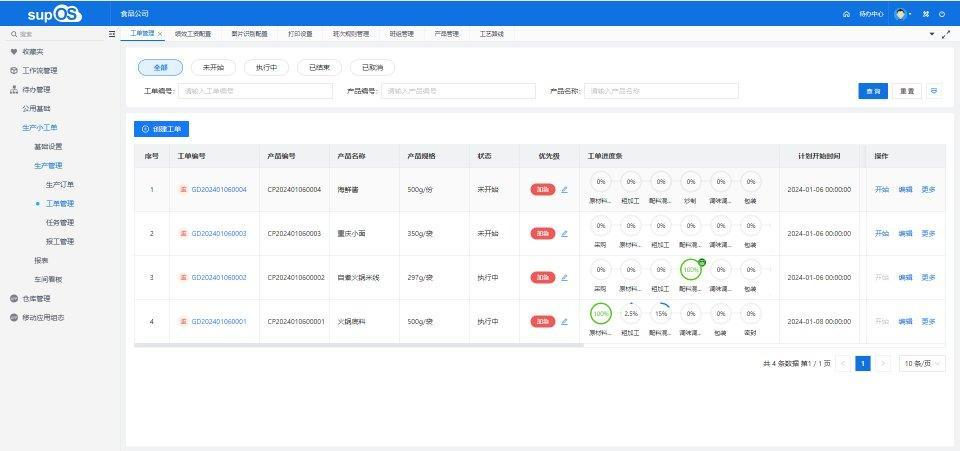 supOS
食品公司
待办中心
搜索
工单管理
绩效工资配置
图片识别配置
打印设置
班次规则管理
班组管理
产品管理
工艺路线
收藏夹
工作流管理
待办管理
公用基础
生产小工单
基础设置
生产管理
生产订单
工单管理
任务管理
报工管理
报表
车间看板
仓库管理
移动应用组态
全部 未开始 执行中 已结束 已取消
工单编号: 请输入工单编号 产品编号: 请输入产品编号 产品名称: 请输入产品名称 查询 重置
创建工单
序号 工单编号 产品编号 产品名称 产品规格 状态 优先级 工单进度条 计划开始时间 操作
1 GD202401060004 CP202401060004 海鲜酱 500g/份 未开始 加急 0% 0% 0% 0% 0% 0% 2024-01-06 00:00:00 开始 编辑 更多
原材料... 粗加工 配料混... 炒制 调味调... 包装
2 GD202401060003 CP202401060003 重庆小面 350g/袋 未开始 加急 0% 0% 0% 0% 0% 0% 2024-01-06 00:00:00 开始 编辑 更多
采购 原材料... 粗加工 配料混... 调味调... 包装
3 GD202401060002 CP2024010600002 自煮火锅米线 297g/袋 执行中 加急 0% 0% 0% 100% 0% 0% 2024-01-06 00:00:00 开始 编辑 更多
采购 原材料... 粗加工 配料混... 调味调... 包装
4 GD202401060001 CP2024010600001 火锅底料 500g/袋 执行中 加急 100% 2.5% 15% 0% 0% 0% 2024-01-08 00:00:00 开始 编辑 更多
原材料... 粗加工 配料混... 调味调... 包装 密封
共 4 条数据 第1 / 1 页 < 1 > 10 条/页